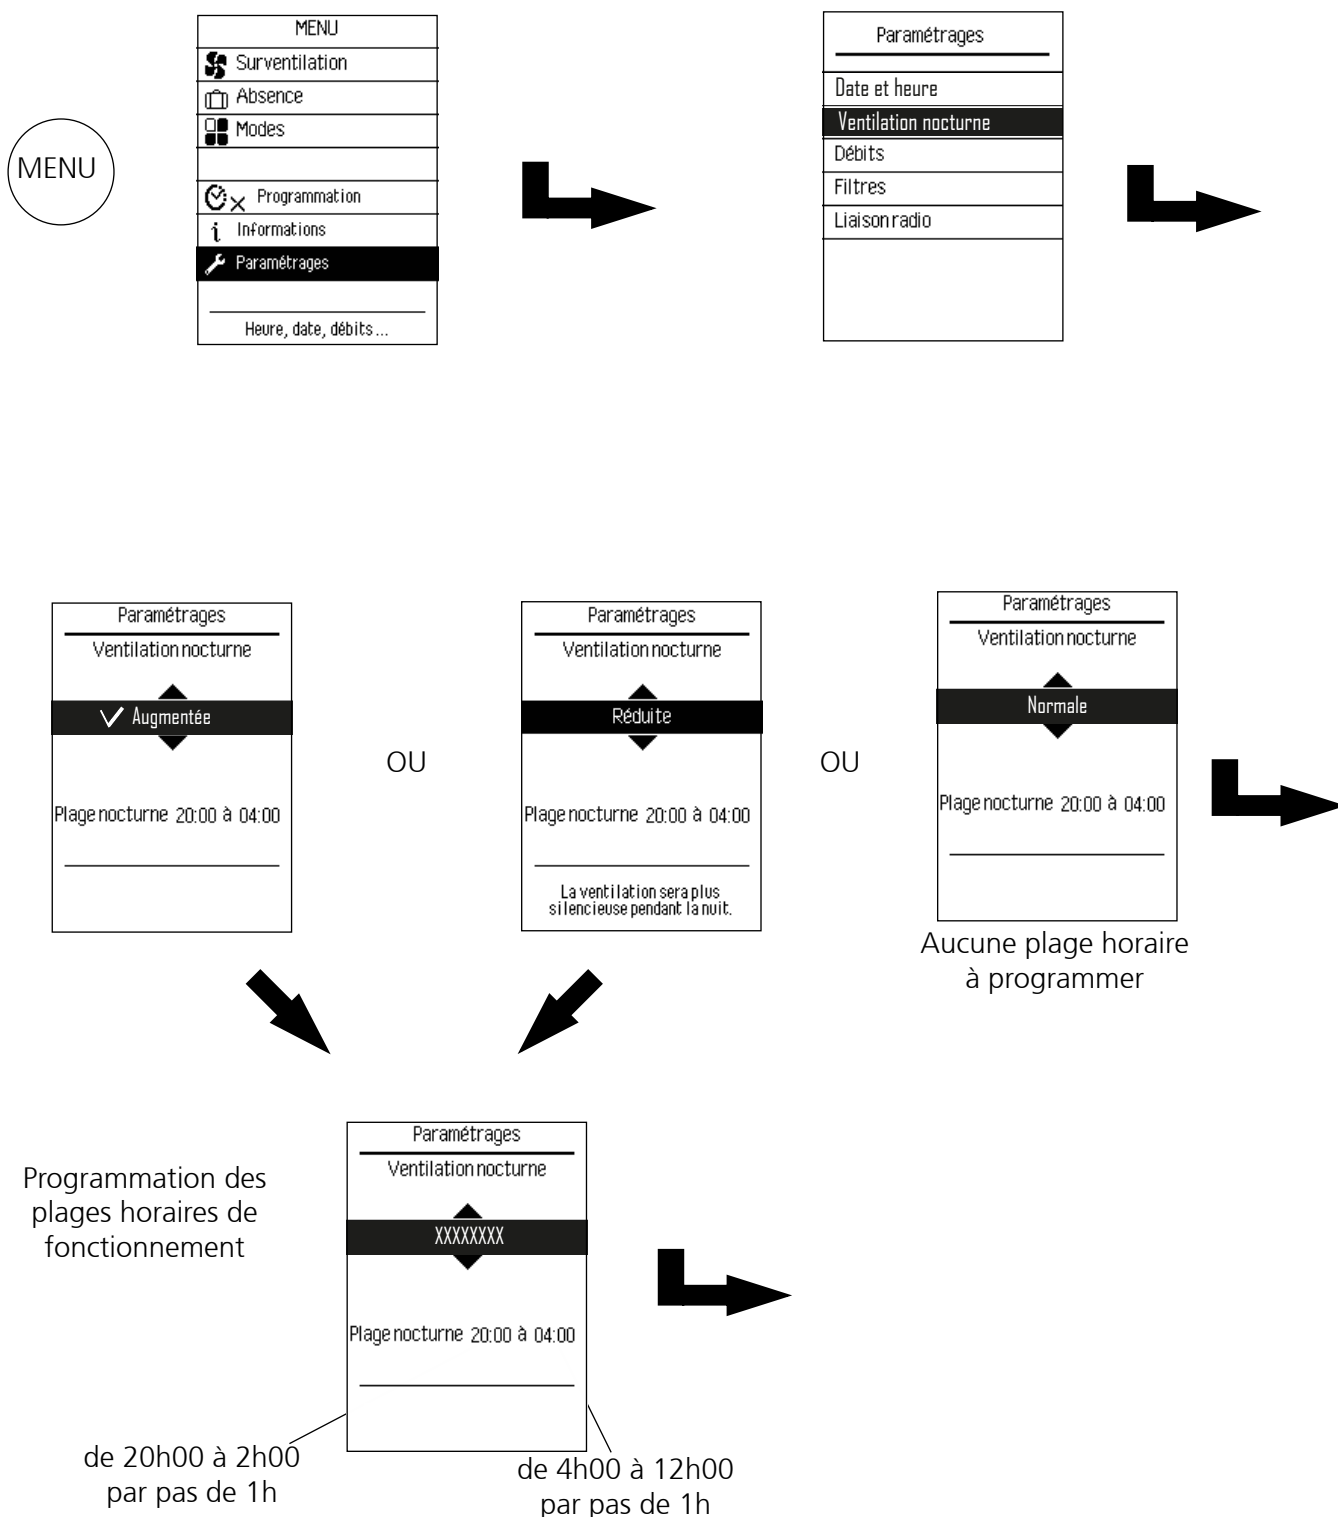 MENU
MENU
Surventilation
Absence
Modes
Programmation
i Informations
Paramétrages
Heure, date, débits ...
Paramétrages
Date et heure
Ventilation nocturne
Débits
Filtres
Liaison radio
Paramétrages
Ventilation nocturne
Augmentée
Plage nocturne 20:00 à 04:00
OU
Paramétrages
Ventilation nocturne
Réduite
Plage nocturne 20:00 à 04:00
La ventilation sera plus
silencieuse pendant la nuit.
OU
Paramétrages
Ventilation nocturne
Normale
Plage nocturne 20:00 à 04:00
Aucune plage horaire
à programmer
Programmation des
plages horaires de
fonctionnement
Paramétrages
Ventilation nocturne
XXXXXXXX
Plage nocturne 20:00 à 04:00
de 20h00 à 2h00
par pas de 1h
de 4h00 à 12h00
par pas de 1h